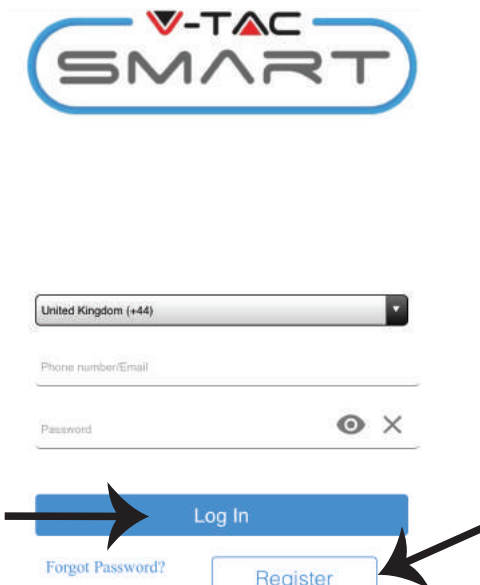 V-TAC
SMART
United Kingdom (+44)
Phone number/Email
Password
Log In
Forgot Password?
Register